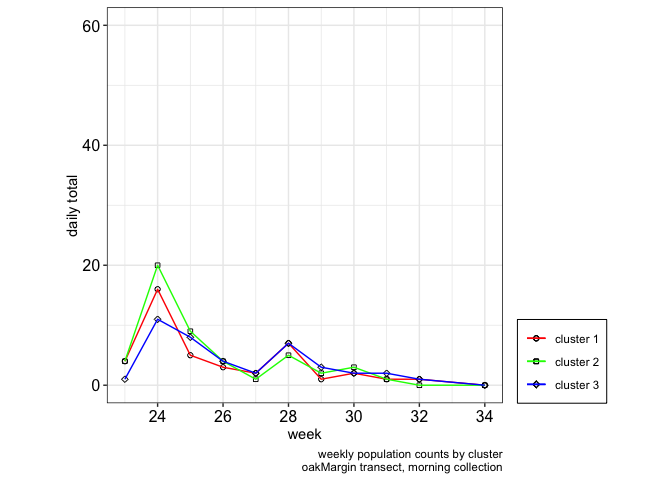 60
40
20
0
daily total
24 26 28 30 32 34
week
cluster 1
cluster 2
cluster 3
weekly population counts by cluster
oakMargin transect, morning collection